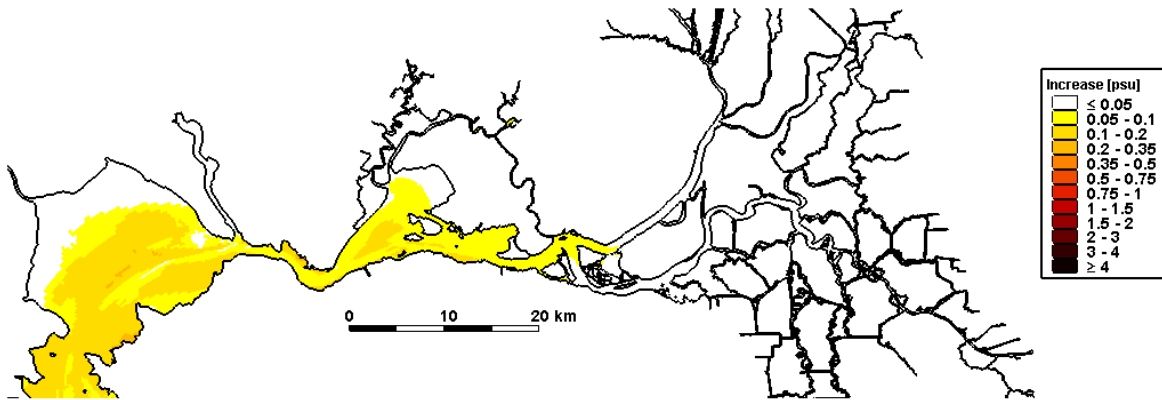 Increase [psu]
≤ 0.05
0.05 - 0.1
0.1 - 0.2
0.2 - 0.35
0.35 - 0.5
0.5 - 0.75
0.75 - 1
1 - 1.5
1.5 - 2
2 - 3
3 - 4
≥ 4
0 10 20 km